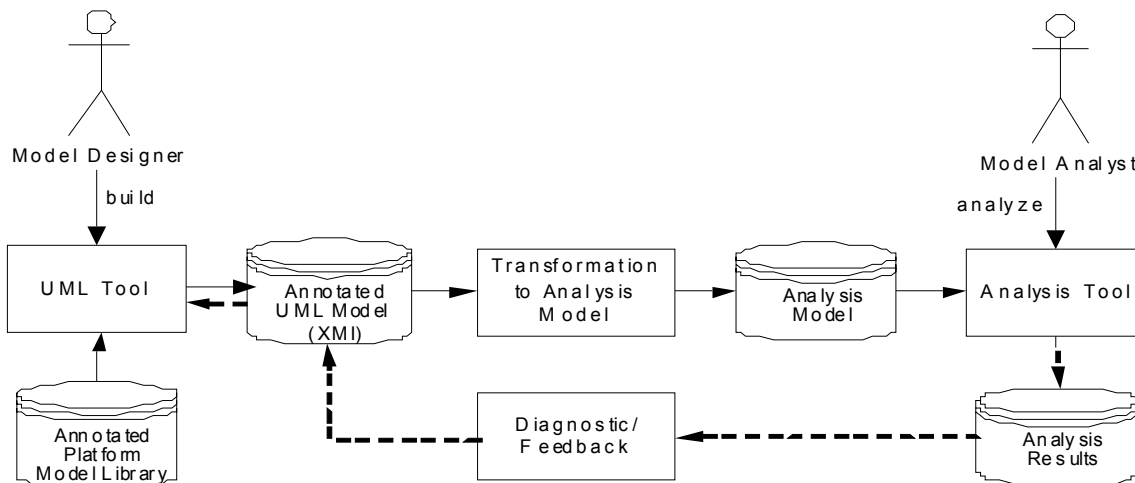 Model Designer
Model Analyst
build
analyze
UML Tool
Annotated
UML Model
(XMI)
Transformation
to Analysis
Model
Analysis
Model
Analysis Tool
Annotated
Platform
Model Library
Diagnostic/
Feedback
Analysis
Results